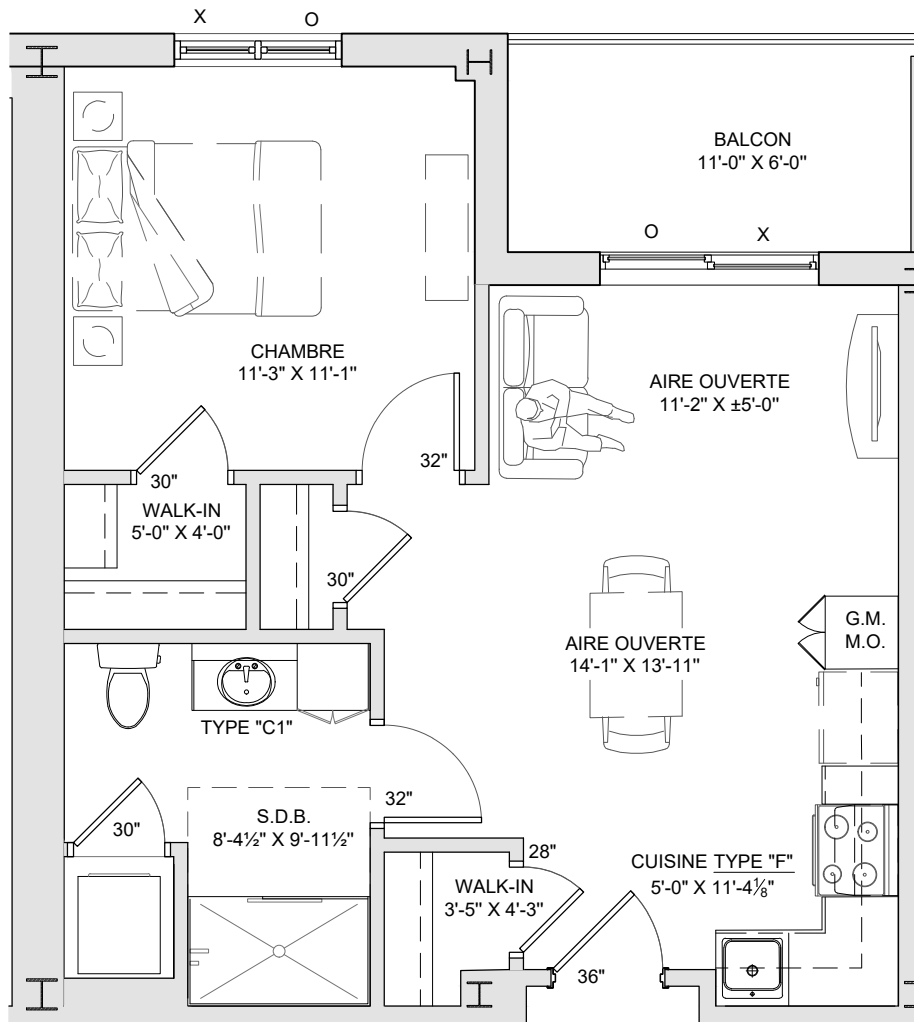 X
O
BALCON
11'-0" X 6'-0"
O
X
CHAMBRE
11'-3" X 11'-1"
AIRE OUVERTE
11'-2" X ±5'-0"
32"
30"
WALK-IN
5'-0" X 4'-0"
30"
G.M.
M.O.
AIRE OUVERTE
14'-1" X 13'-11"
TYPE "C1"
32"
S.D.B.
8'-4½" X 9'-11½"
30"
28"
CUISINE TYPE "F"
5'-0" X 11'-4⅛"
WALK-IN
3'-5" X 4'-3"
36"